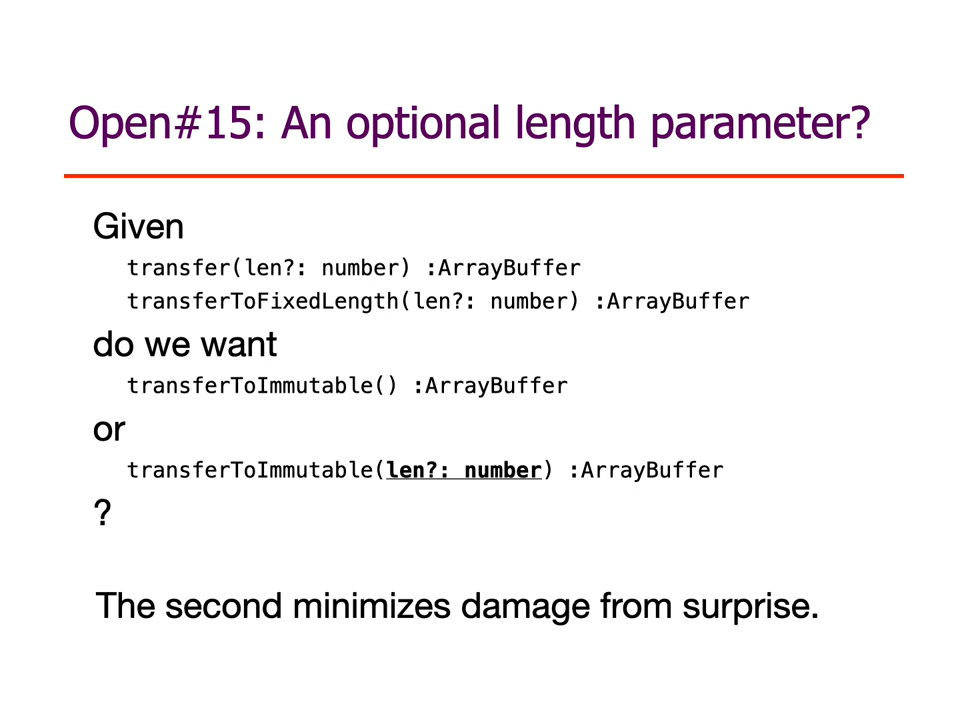 Open#15: An optional length parameter?
Given
transfer(len?: number) :ArrayBuffer
transferToFixedLength(len?: number) :ArrayBuffer
do we want
transferToImmutable() :ArrayBuffer
or
transferToImmutable(len?: number) :ArrayBuffer
?
The second minimizes damage from surprise.